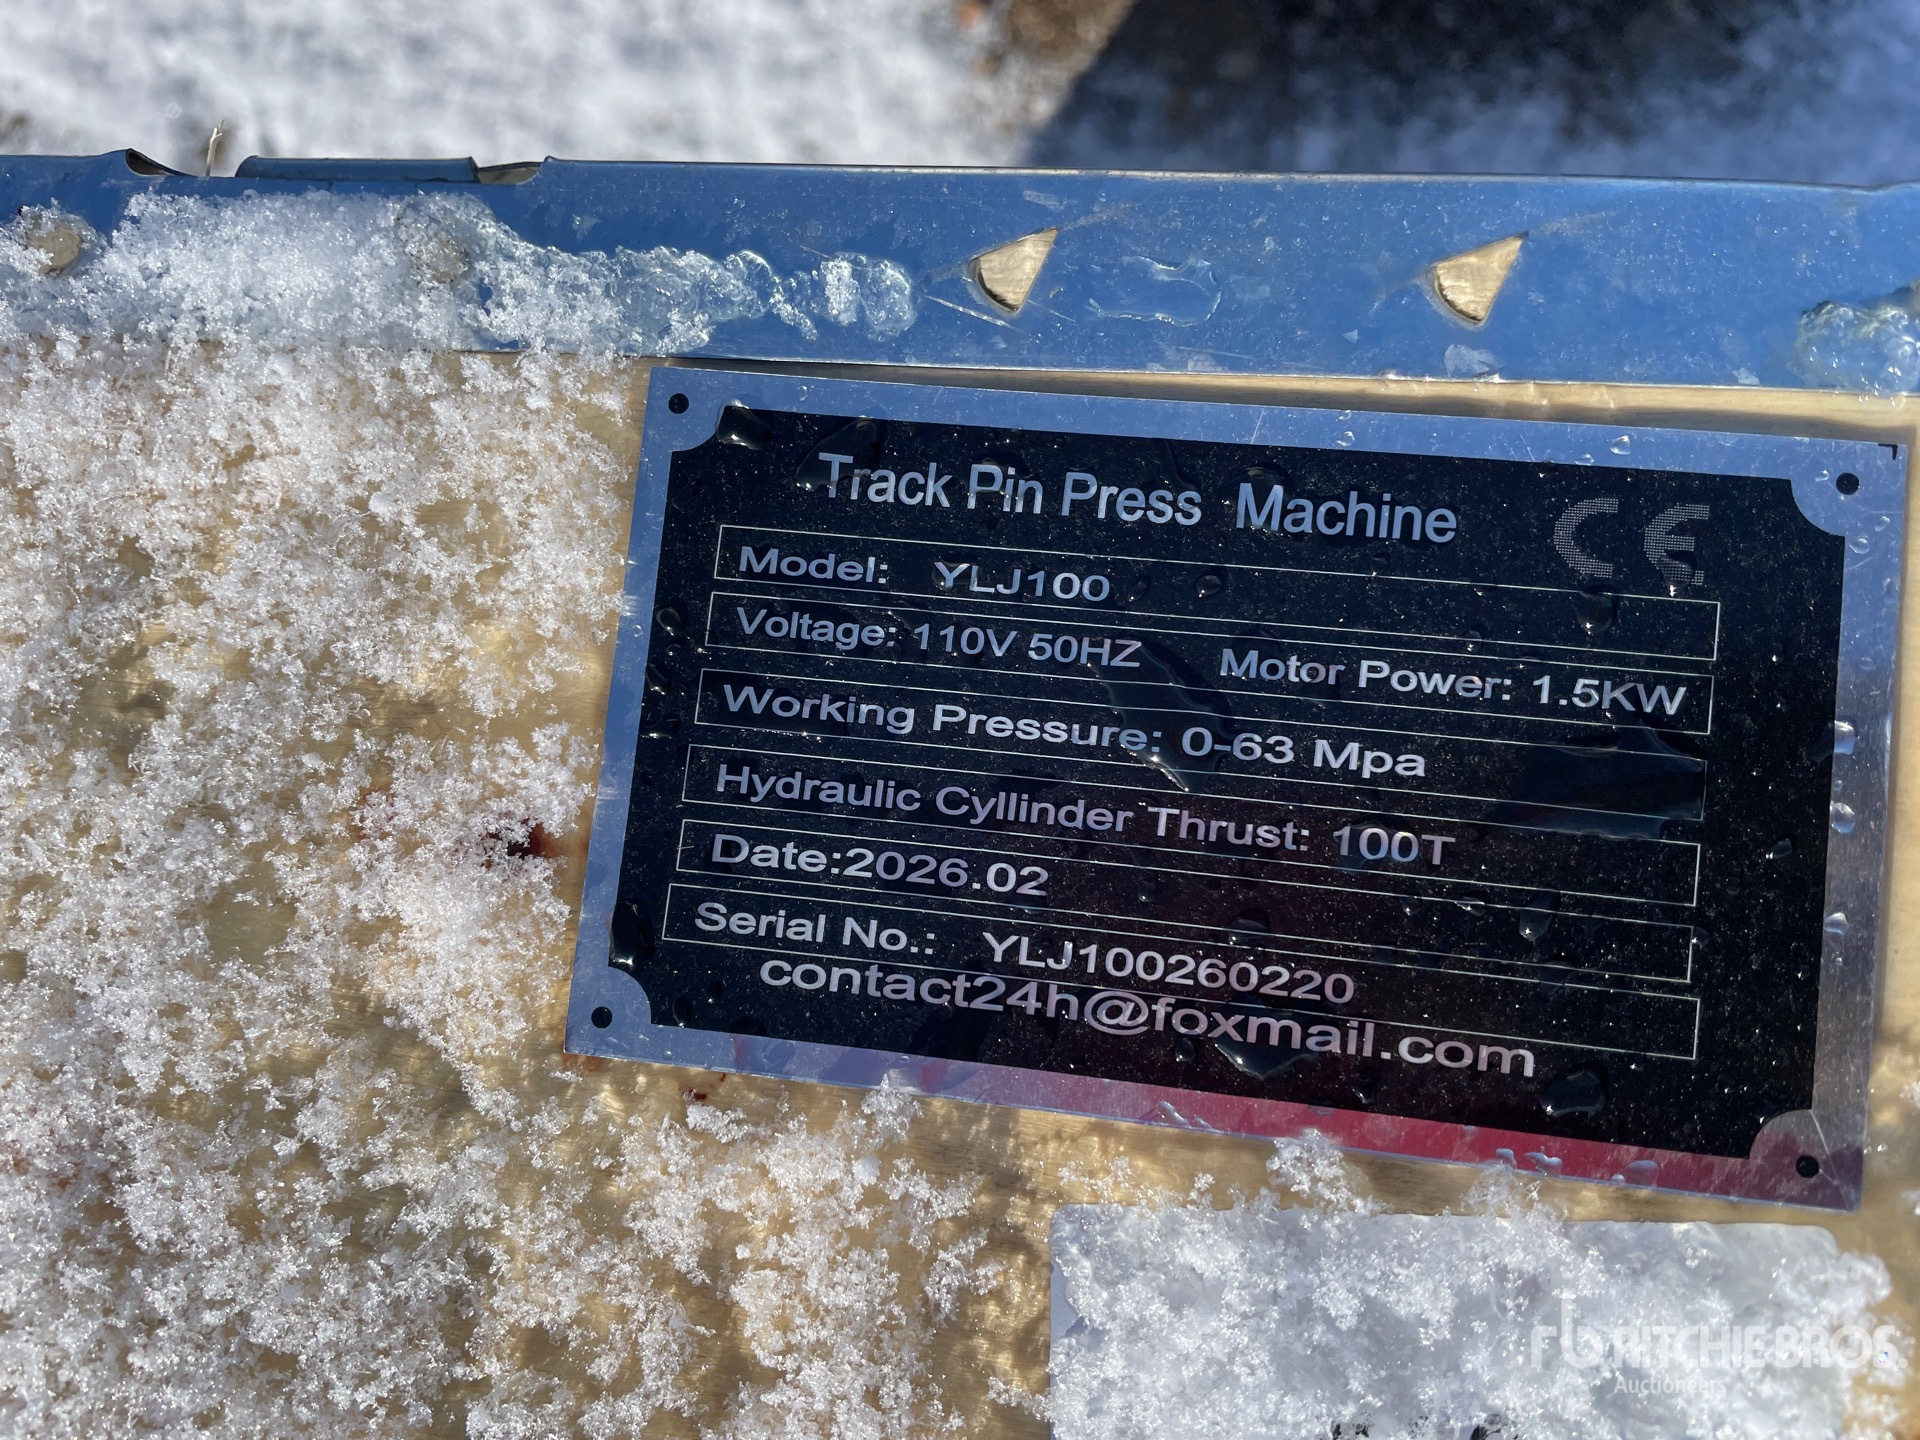 Track Pin Press Machine
CE
Model: YLJ100
Voltage: 110V 50HZ Motor Power: 1.5KW
Working Pressure: 0-63 Mpa
Hydraulic Cyllinder Thrust: 100T
Date:2026.02
Serial No.: YLJ100260220
contact24h@foxmail.com
rb RITCHIE BROS.
Auctioneers